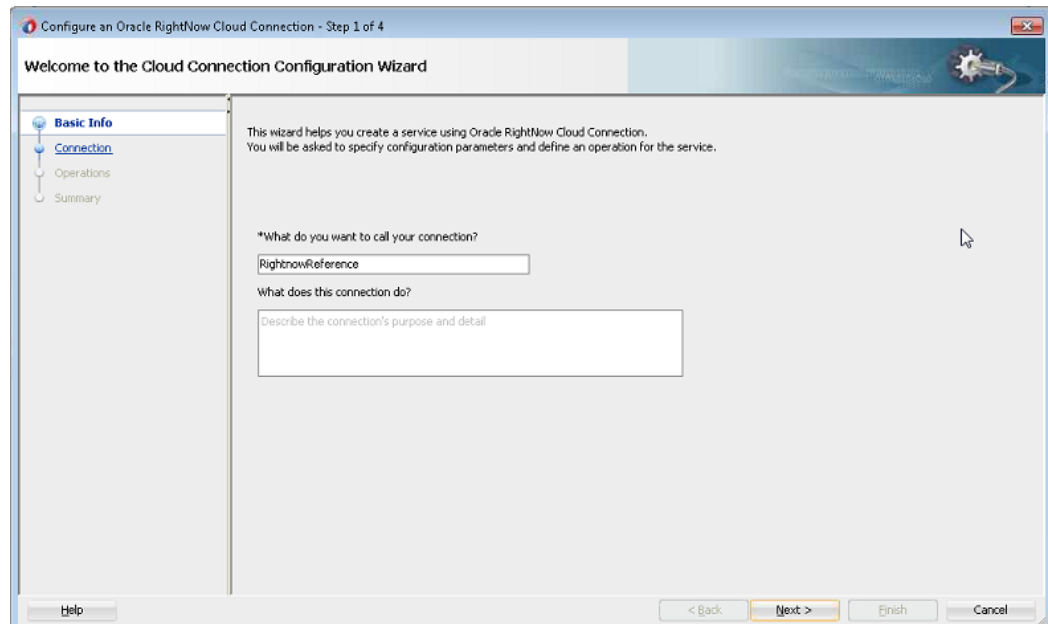 Configure an Oracle RightNow Cloud Connection - Step 1 of 4
Welcome to the Cloud Connection Configuration Wizard
Basic Info
Connection
Operations
Summary
This wizard helps you create a service using Oracle RightNow Cloud Connection.
You will be asked to specify configuration parameters and define an operation for the service.
*What do you want to call your connection?
RightnowReference
What does this connection do?
Describe the connection's purpose and detail
Help
< Back
Next >
Finish
Cancel